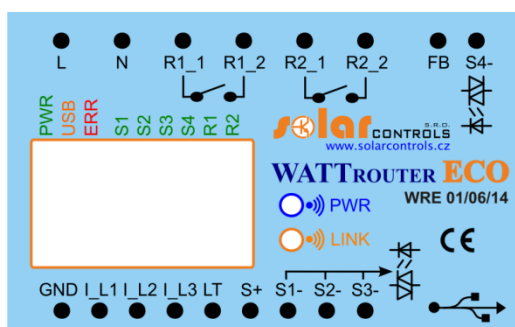 L N R1_1 R1_2 R2_1 R2_2 FB S4-
PWR
USB
ERR
S1
S2
S3
S4
R1
R2
solar
CONTROLS
S.R.O.
www.solarcontrols.cz
WATTROUTER ECO
WRE 01/06/14
PWR
LINK
CE
GND I_L1 I_L2 I_L3 LT S+ S1- S2- S3-